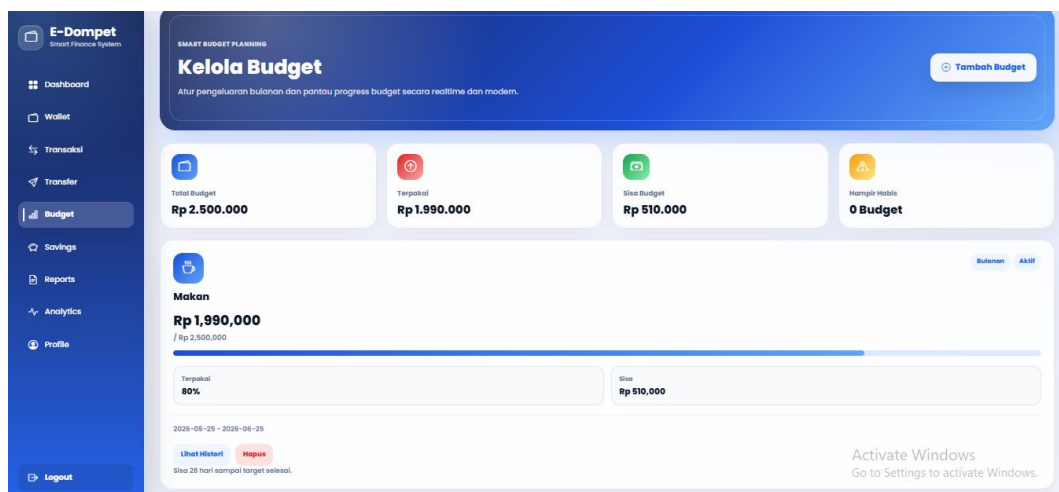 E-Dompet
Smart Finance System
Dashboard
Wallet
Transaksi
Transfer
Budget
Savings
Reports
Analytics
Profile
Logout
SMART BUDGET PLANNING
Kelola Budget
Atur pengeluaran bulanan dan pantau progress budget secara realtime dan modern.
Tambah Budget
Total Budget
Rp 2.500.000
Terpakai
Rp 1.990.000
Sisa Budget
Rp 510.000
Hampir Habis
0 Budget
Bulanan
Aktif
Makan
Rp 1,990,000
/ Rp 2,500,000
Terpakai
80%
Sisa
Rp 510,000
2026-05-25 - 2026-06-25
Lihat Histori
Hapus
Sisa 28 hari sampai target selesai.
Activate Windows
Go to Settings to activate Windows.